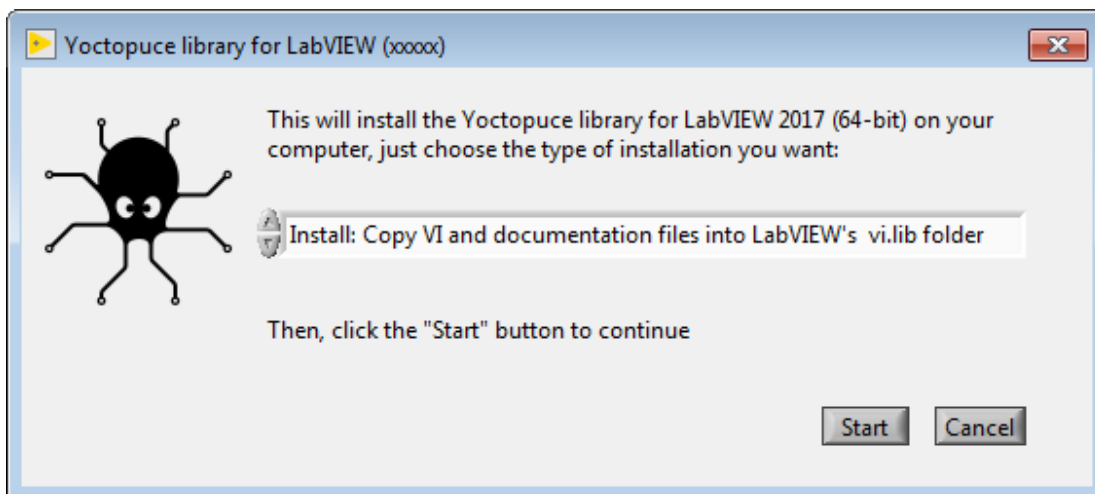 Yoctopuce library for LabVIEW (xxxxx)
This will install the Yoctopuce library for LabVIEW 2017 (64-bit) on your
computer, just choose the type of installation you want:
Install: Copy VI and documentation files into LabVIEW's  vi.lib folder
Then, click the "Start" button to continue
Start
Cancel